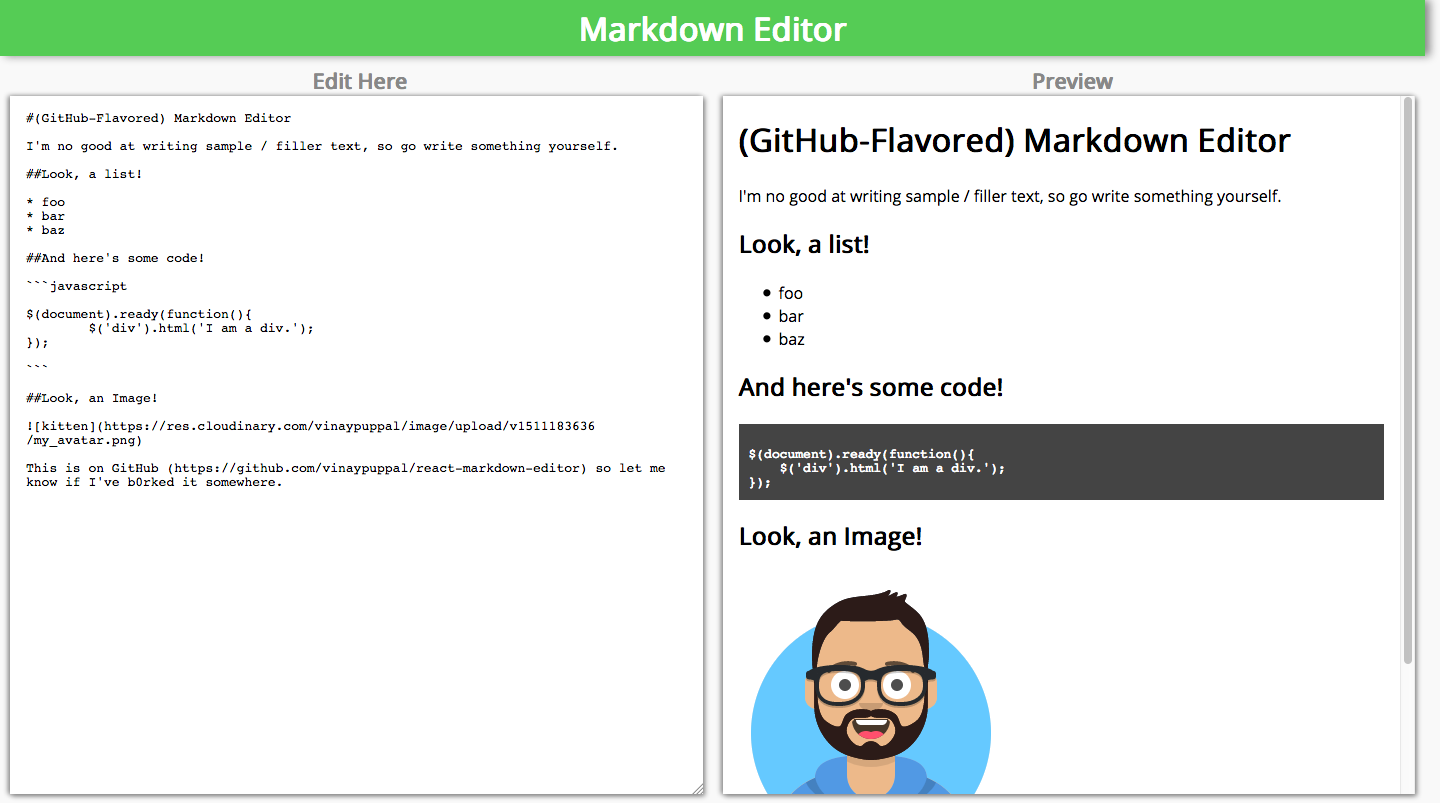 Markdown Editor
Edit Here
#(GitHub-Flavored) Markdown Editor
I'm no good at writing sample / filler text, so go write something yourself.
##Look, a list!
* foo
* bar
* baz
##And here's some code!
```javascript
$(document).ready(function(){
        $('div').html('I am a div.');
});
```
##Look, an Image!
![kitten](https://res.cloudinary.com/vinaypuppal/image/upload/v1511183636
/my_avatar.png)
This is on GitHub (https://github.com/vinaypuppal/react-markdown-editor) so let me
know if I've b0rked it somewhere.
Preview
(GitHub-Flavored) Markdown Editor
I'm no good at writing sample / filler text, so go write something yourself.
Look, a list!
• foo
• bar
• baz
And here's some code!
$(document).ready(function(){
    $('div').html('I am a div.');
});
Look, an Image!